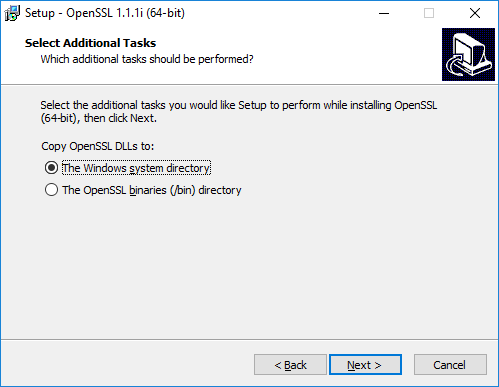 Setup - OpenSSL 1.1.1i (64-bit)
Select Additional Tasks
Which additional tasks should be performed?
Select the additional tasks you would like Setup to perform while installing OpenSSL
(64-bit), then click Next.
Copy OpenSSL DLLs to:
The Windows system directory
The OpenSSL binaries (/bin) directory
< Back Next > Cancel